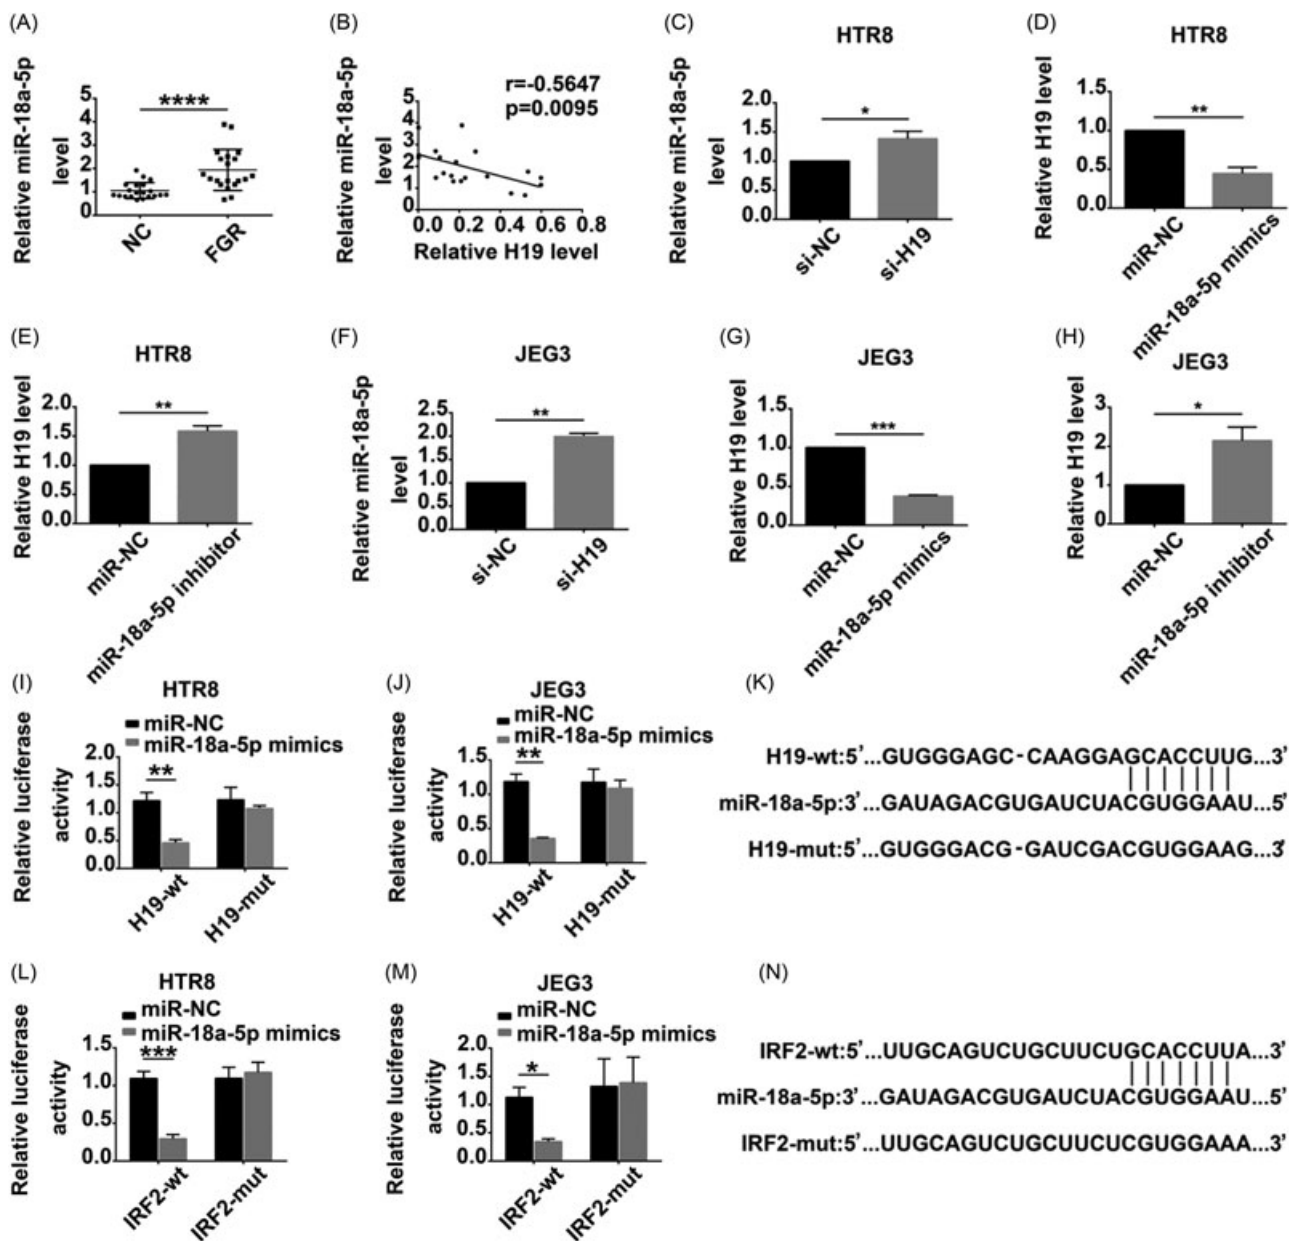 (A)
Relative miR-18a-5p
level
****
5
4
3
2
1
0
NC
FGR
(B)
Relative miR-18a-5p
level
r=-0.5647
p=0.0095
5
4
3
2
1
0
0.0
0.2
0.4
0.6
0.8
Relative H19 level
(C)
HTR8
Relative miR-18a-5p
level
*
2.0
1.5
1.0
0.5
0.0
si-NC
si-H19
(D)
HTR8
Relative H19 level
**
1.5
1.0
0.5
0.0
miR-NC
miR-18a-5p mimics
(E)
HTR8
Relative H19 level
**
2.0
1.5
1.0
0.5
0.0
miR-NC
miR-18a-5p inhibitor
(F)
JEG3
Relative miR-18a-5p
level
**
2.5
2.0
1.5
1.0
0.5
0.0
si-NC
si-H19
(G)
JEG3
Relative H19 level
***
1.5
1.0
0.5
0.0
miR-NC
miR-18a-5p mimics
(H)
JEG3
Relative H19 level
*
3
2
1
0
miR-NC
miR-18a-5p inhibitor
(I)
HTR8
miR-NC
miR-18a-5p mimics
Relative luciferase
activity
**
2.0
1.5
1.0
0.5
0.0
H19-wt
H19-mut
(J)
JEG3
miR-NC
miR-18a-5p mimics
Relative luciferase
activity
**
1.5
1.0
0.5
0.0
H19-wt
H19-mut
(K)
H19-wt:5’...GUGGGAGC-CAAGGAGCACCUUG...3’
miR-18a-5p:3’...GAUAGACGUGAUCUACGUGGAAU...5’
H19-mut:5’...GUGGGACG-GAUCGACGUGGAAG...3’
(L)
HTR8
miR-NC
miR-18a-5p mimics
Relative luciferase
activity
***
1.5
1.0
0.5
0.0
IRF2-wt
IRF2-mut
(M)
JEG3
miR-NC
miR-18a-5p mimics
Relative luciferase
activity
*
2.0
1.5
1.0
0.5
0.0
IRF2-wt
IRF2-mut
(N)
IRF2-wt:5’...UUGCAGUCUGCUUCUGCACCUUA...3’
miR-18a-5p:3’...GAUAGACGUGAUCUACGUGGAAU...5’
IRF2-mut:5’...UUGCAGUCUGCUUCUCGUGGAAA...3’